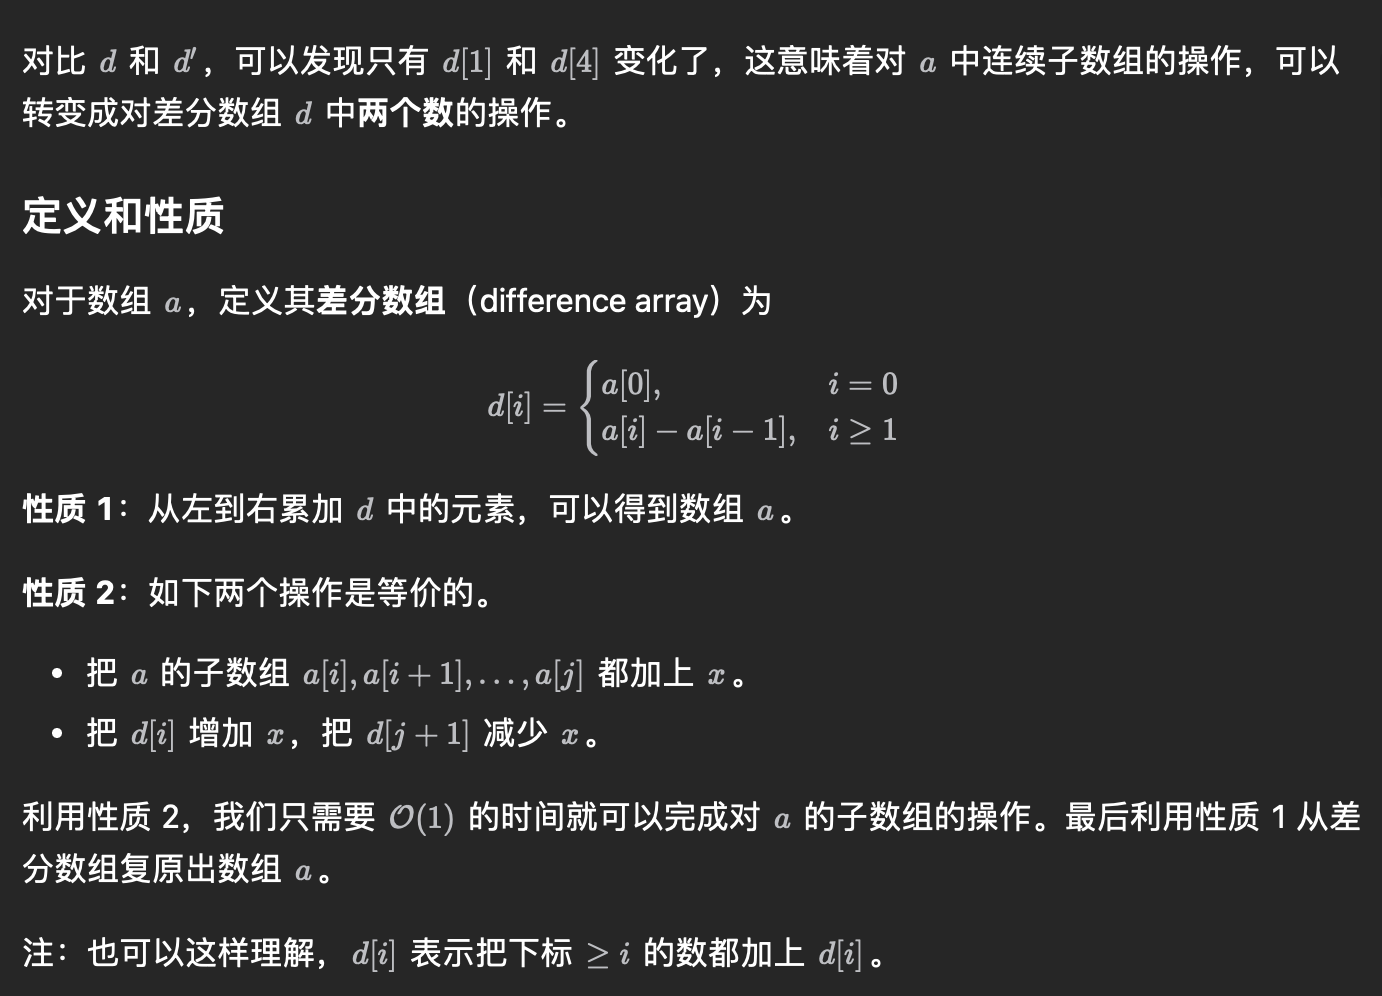 对比 d 和 d′，可以发现只有 d[1] 和 d[4] 变化了，这意味着对 a 中连续子数组的操作，可以
转变成对差分数组 d 中两个数的操作。
定义和性质
对于数组 a，定义其差分数组（difference array）为
d[i] = { a[0], i = 0
a[i] − a[i − 1], i ≥ 1
性质 1：从左到右累加 d 中的元素，可以得到数组 a。
性质 2：如下两个操作是等价的。
• 把 a 的子数组 a[i], a[i + 1], . . . , a[j] 都加上 x。
• 把 d[i] 增加 x，把 d[j + 1] 减少 x。
利用性质 2，我们只需要 𝒪(1) 的时间就可以完成对 a 的子数组的操作。最后利用性质 1 从差
分数组复原出数组 a。
注：也可以这样理解，d[i] 表示把下标 ≥ i 的数都加上 d[i]。